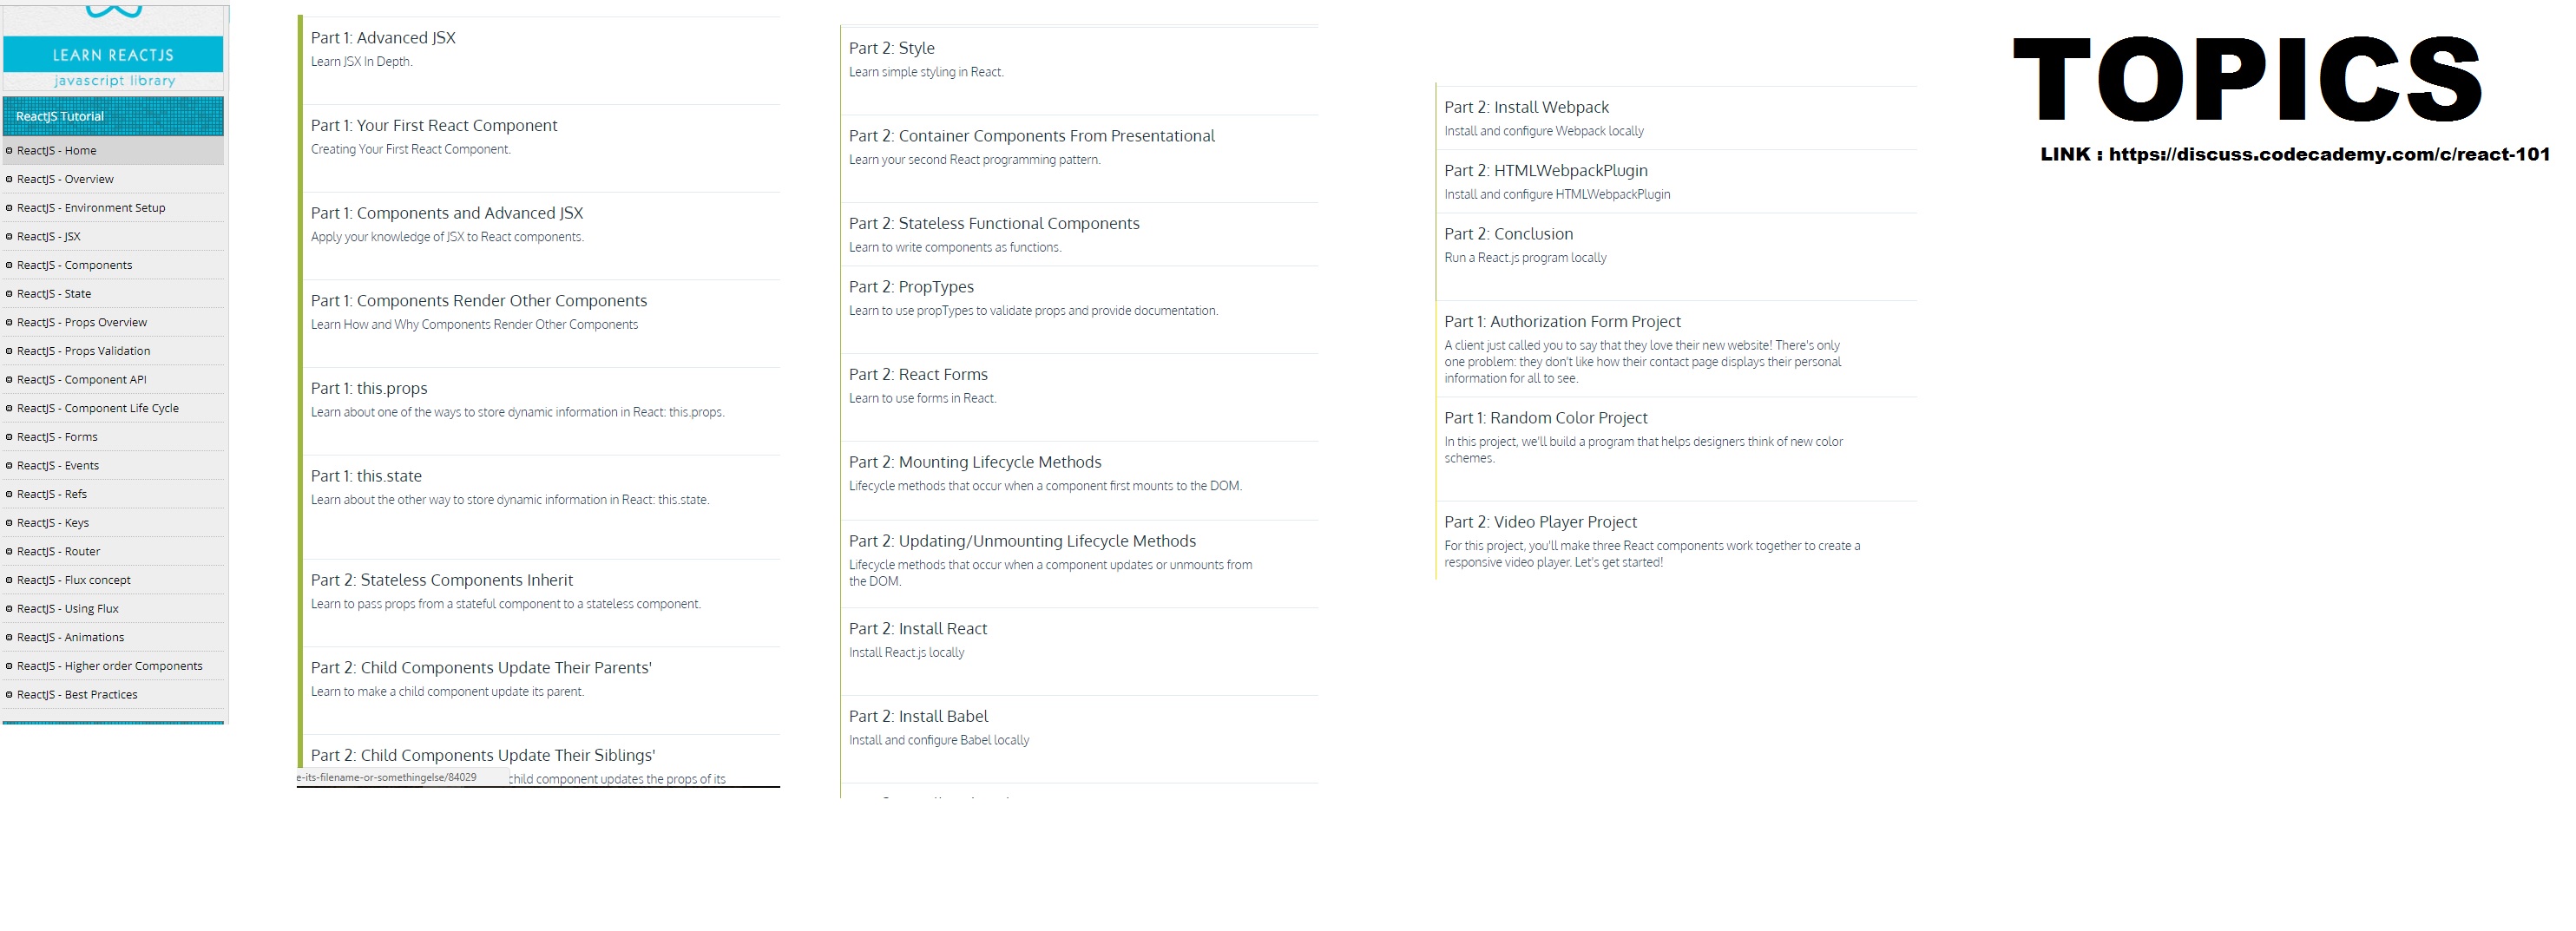 LEARN REACTJS
javascript library
ReactJS Tutorial
ReactJS - Home
ReactJS - Overview
ReactJS - Environment Setup
ReactJS - JSX
ReactJS - Components
ReactJS - State
ReactJS - Props Overview
ReactJS - Props Validation
ReactJS - Component API
ReactJS - Component Life Cycle
ReactJS - Forms
ReactJS - Events
ReactJS - Refs
ReactJS - Keys
ReactJS - Router
ReactJS - Flux concept
ReactJS - Using Flux
ReactJS - Animations
ReactJS - Higher order Components
ReactJS - Best Practices
Part 1: Advanced JSX
Learn JSX In Depth.
Part 1: Your First React Component
Creating Your First React Component.
Part 1: Components and Advanced JSX
Apply your knowledge of JSX to React components.
Part 1: Components Render Other Components
Learn How and Why Components Render Other Components
Part 1: this.props
Learn about one of the ways to store dynamic information in React: this.props.
Part 1: this.state
Learn about the other way to store dynamic information in React: this.state.
Part 2: Stateless Components Inherit
Learn to pass props from a stateful component to a stateless component.
Part 2: Child Components Update Their Parents'
Learn to make a child component update its parent.
Part 2: Child Components Update Their Siblings'
e-its-filename-or-somethingelse/84029
child component updates the props of its
Part 2: Style
Learn simple styling in React.
Part 2: Container Components From Presentational
Learn your second React programming pattern.
Part 2: Stateless Functional Components
Learn to write components as functions.
Part 2: PropTypes
Learn to use propTypes to validate props and provide documentation.
Part 2: React Forms
Learn to use forms in React.
Part 2: Mounting Lifecycle Methods
Lifecycle methods that occur when a component first mounts to the DOM.
Part 2: Updating/Unmounting Lifecycle Methods
Lifecycle methods that occur when a component updates or unmounts from
the DOM.
Part 2: Install React
Install React.js locally
Part 2: Install Babel
Install and configure Babel locally
Part 2: Install Webpack
Install and configure Webpack locally
Part 2: HTMLWebpackPlugin
Install and configure HTMLWebpackPlugin
Part 2: Conclusion
Run a React.js program locally
Part 1: Authorization Form Project
A client just called you to say that they love their new website! There's only
one problem: they don't like how their contact page displays their personal
information for all to see.
Part 1: Random Color Project
In this project, we'll build a program that helps designers think of new color
schemes.
Part 2: Video Player Project
For this project, you'll make three React components work together to create a
responsive video player. Let's get started!
TOPICS
LINK : https://discuss.codecademy.com/c/react-101